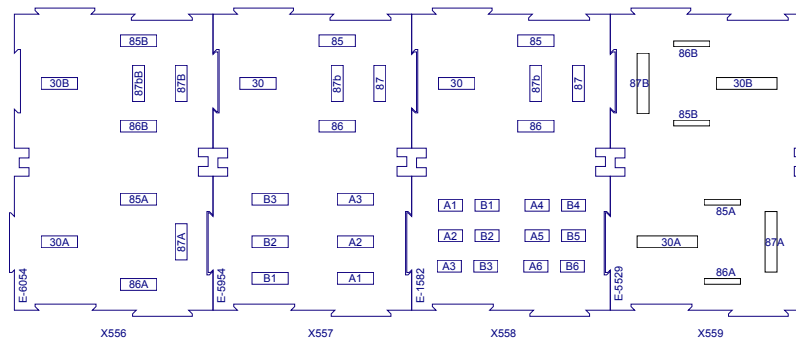 85B
30B
87bB
87B
86B
85A
30A
87A
86A
E-6054
X556
85
30
87b
87
86
B3
A3
B2
A2
B1
A1
E-5954
X557
85
30
87b
87
86
A1 B1 A4 B4
A2 B2 A5 B5
A3 B3 A6 B6
E-1582
X558
86B
87B
30B
85B
85A
30A
87A
86A
E-5529
X559